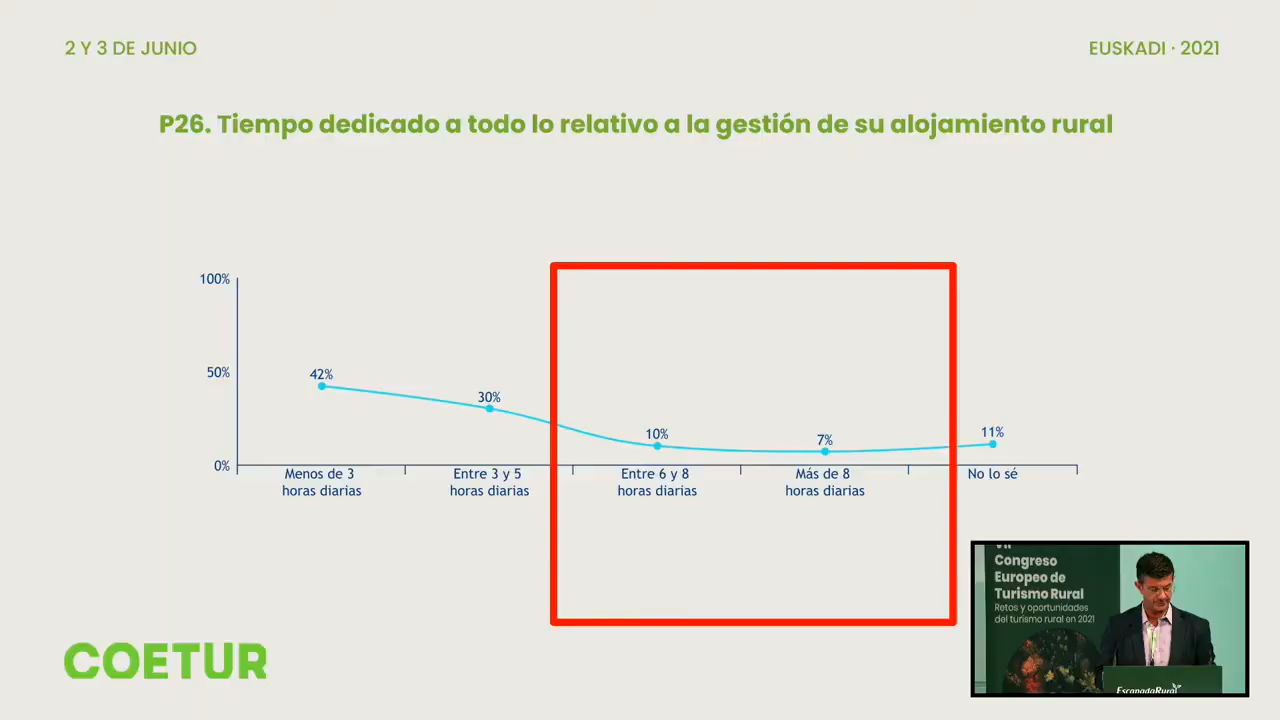 2 Y 3 DE JUNIO
EUSKADI · 2021
P26. Tiempo dedicado a todo lo relativo a la gestión de su alojamiento rural
100%
50%
0%
42%
30%
10%
7%
11%
Menos de 3
horas diarias
Entre 3 y 5
horas diarias
Entre 6 y 8
horas diarias
Más de 8
horas diarias
No lo sé
COETUR
VII
Congreso
Europeo de
Turismo Rural
Retos y oportunidades
del turismo rural en 2021
EscapadaRural